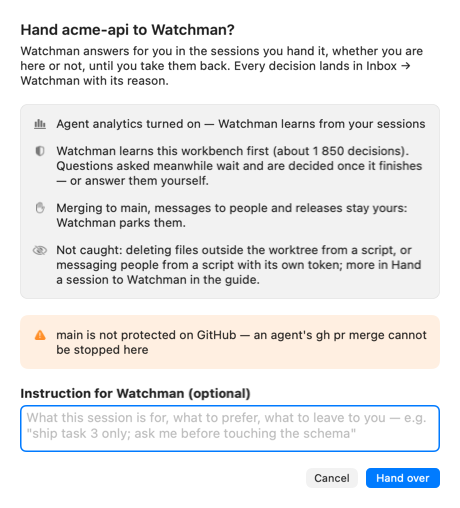 Hand acme-api to Watchman?
Watchman answers for you in the sessions you hand it, whether you are
here or not, until you take them back. Every decision lands in Inbox →
Watchman with its reason.
Agent analytics turned on — Watchman learns from your sessions
Watchman learns this workbench first (about 1 850 decisions).
Questions asked meanwhile wait and are decided once it finishes
— or answer them yourself.
Merging to main, messages to people and releases stay yours:
Watchman parks them.
Not caught: deleting files outside the worktree from a script, or
messaging people from a script with its own token; more in Hand
a session to Watchman in the guide.
main is not protected on GitHub — an agent's gh pr merge cannot
be stopped here
Instruction for Watchman (optional)
What this session is for, what to prefer, what to leave to you — e.g.
"ship task 3 only; ask me before touching the schema"
Cancel
Hand over